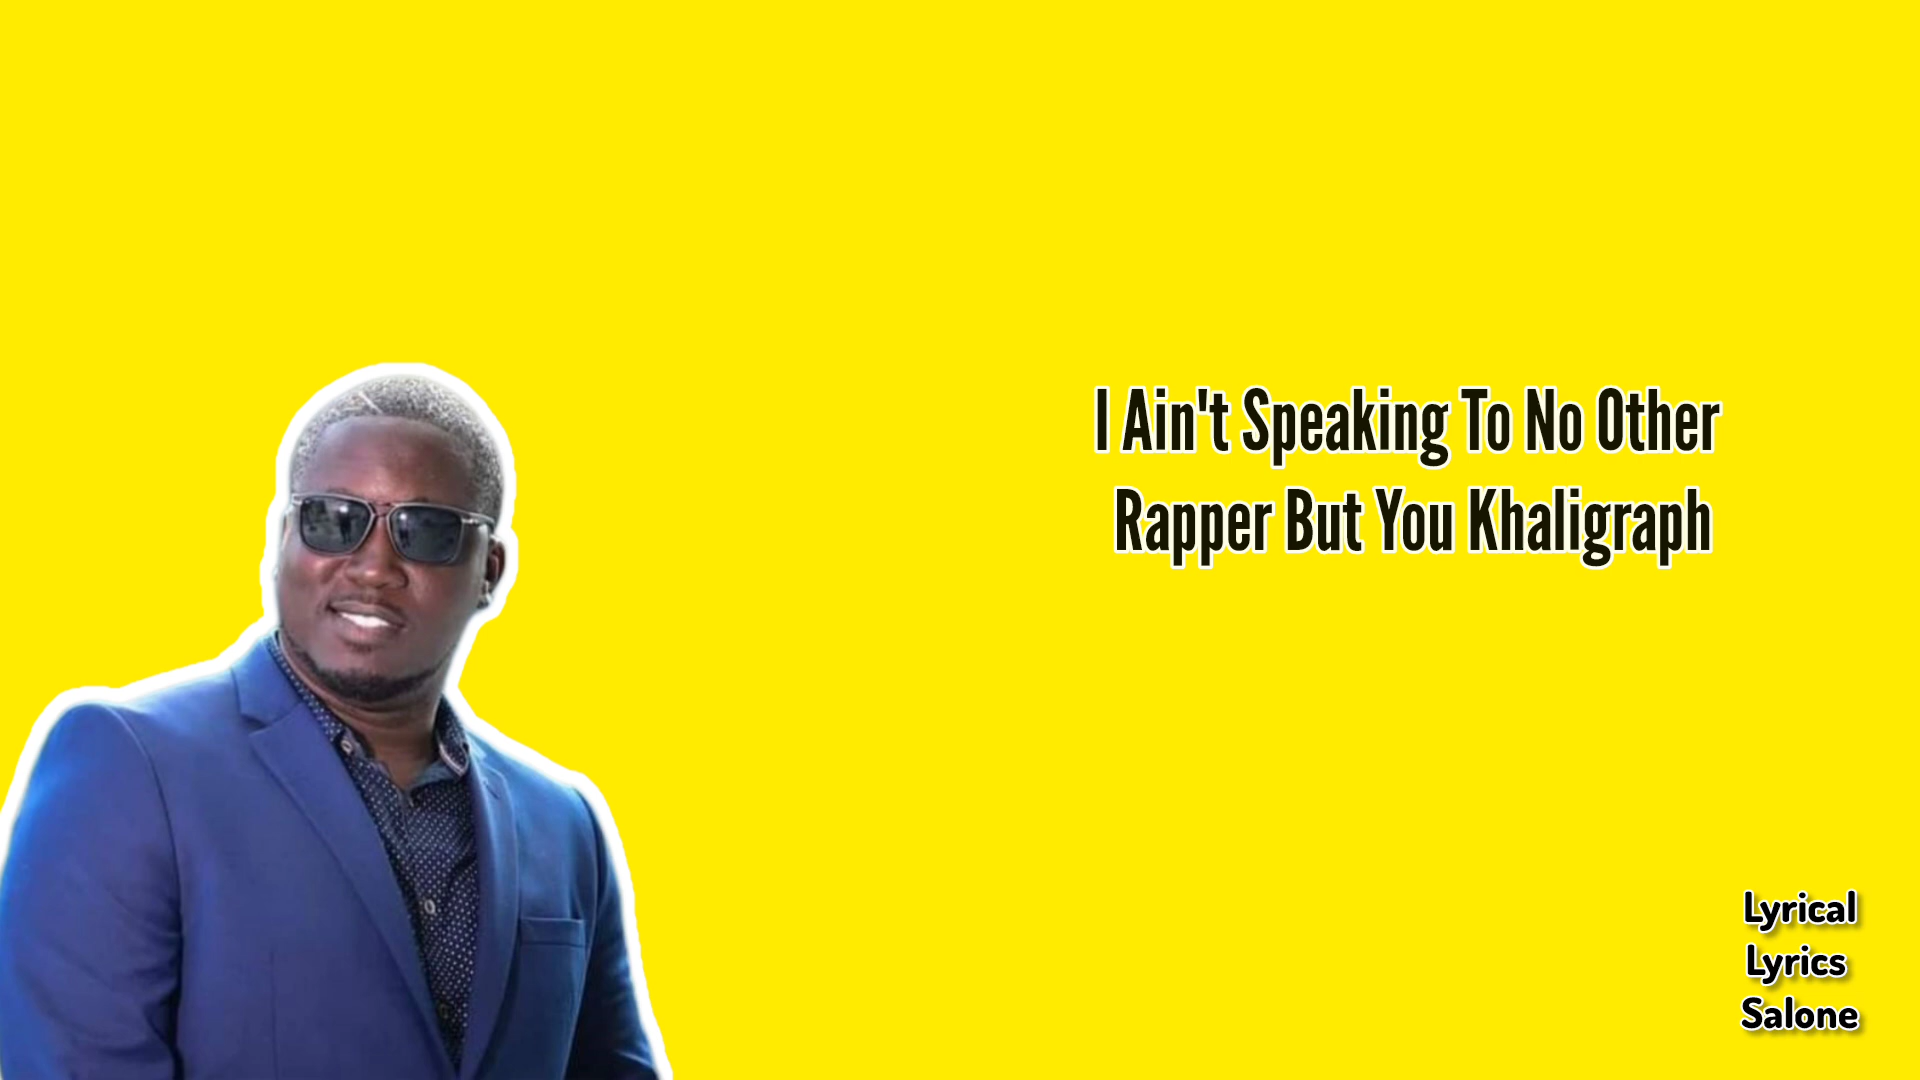 I Ain't Speaking To No Other
Rapper But You Khaligraph
Lyrical
Lyrics
Salone